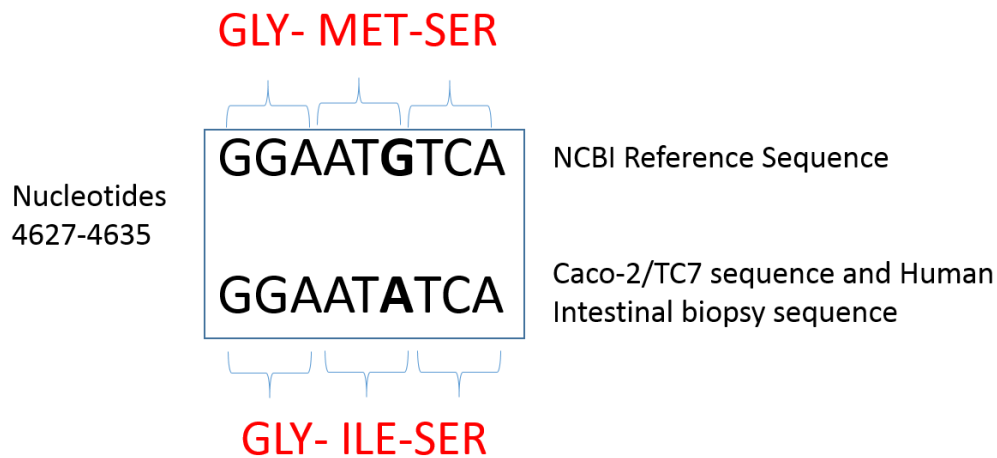 GLY- MET-SER
GGAATGTCA
NCBI Reference Sequence
Nucleotides
4627-4635
GGAATATCA
Caco-2/TC7 sequence and Human
Intestinal biopsy sequence
GLY- ILE-SER